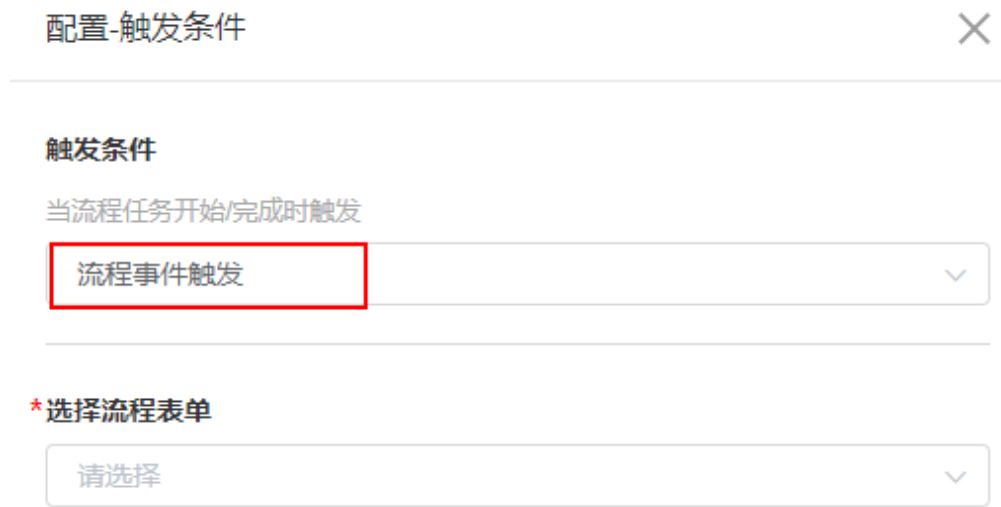 配置-触发条件
触发条件
当流程任务开始/完成时触发
流程事件触发
*选择流程表单
请选择